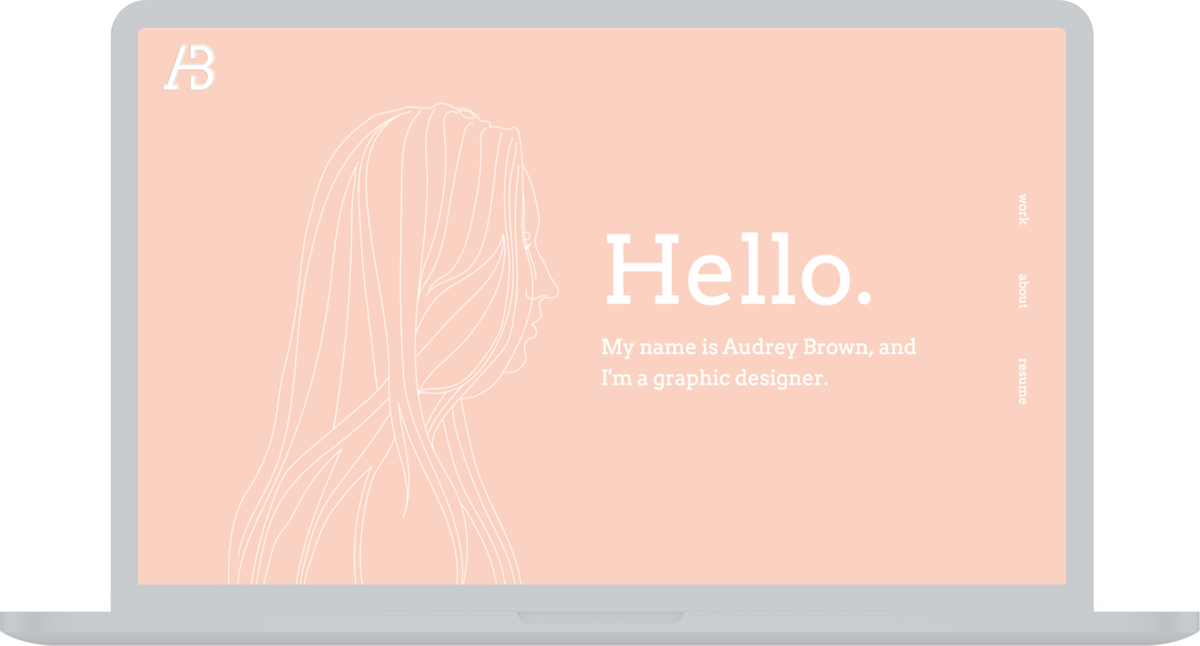 AB
Hello.
My name is Audrey Brown, and
I'm a graphic designer.
work
about
resume